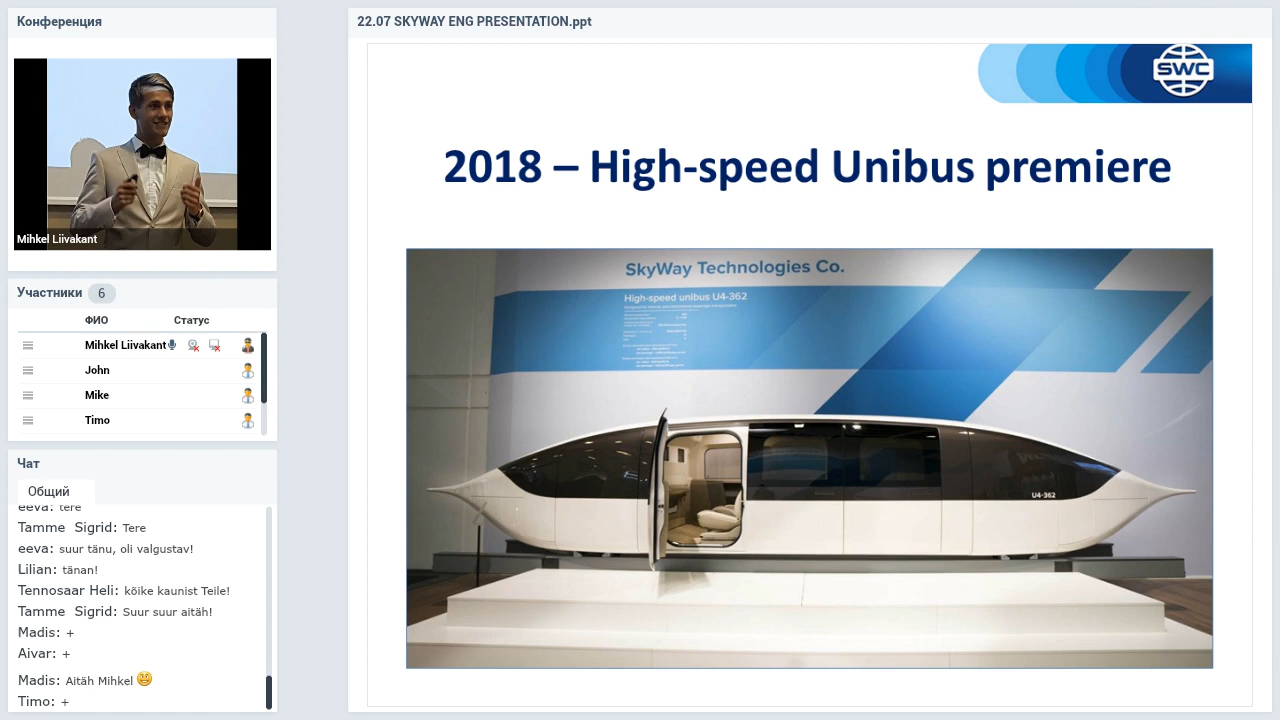 Конференция
Mihkel Liivakant
Участники 6
ФИО Статус
Mihkel Liivakant
John
Mike
Timo
Чат
Общий
eeva: tere
Tamme Sigrid: Tere
eeva: suur tänu, oli valgustav!
Lilian: tänan!
Tennosaar Heli: kõike kaunist Teile!
Tamme Sigrid: Suur suur aitäh!
Madis: +
Aivar: +
Madis: Aitäh Mihkel
Timo: +
22.07 SKYWAY ENG PRESENTATION.ppt
SWC
2018 – High-speed Unibus premiere
SkyWay Technologies Co.
High-speed unibus U4-362
U4-362